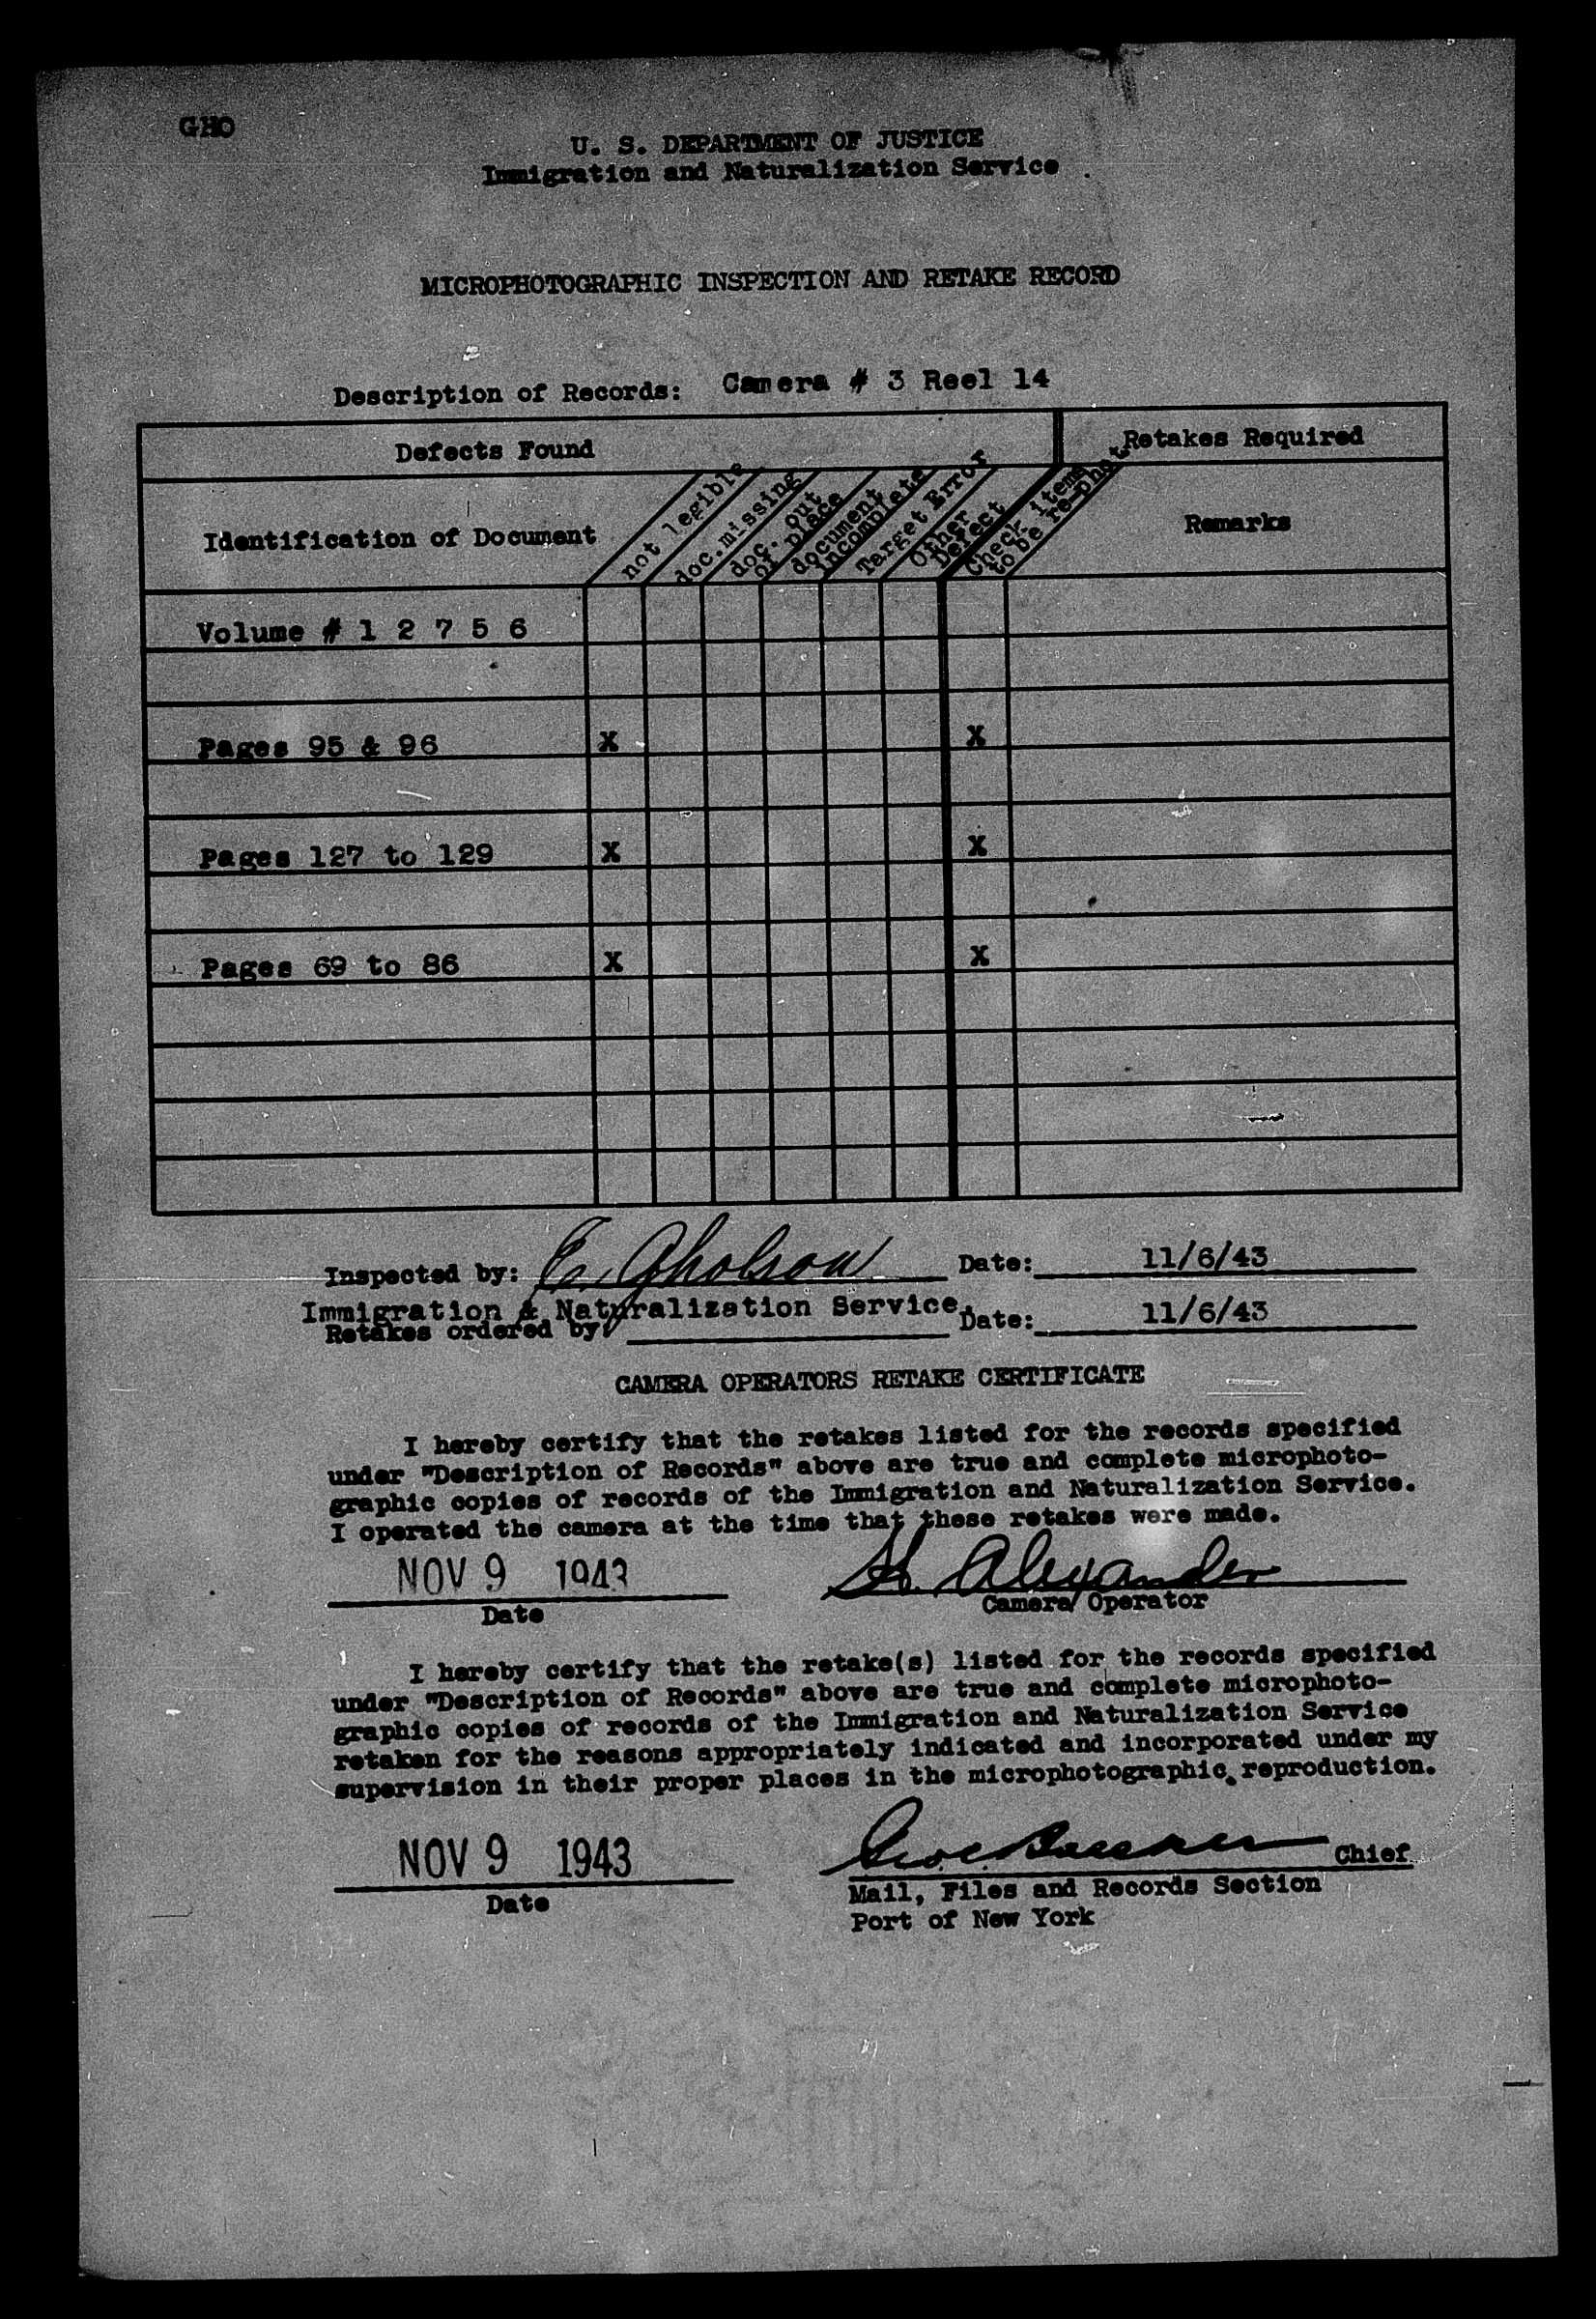 GHO
U. S. DEPARTMENT OF JUSTICE
Immigration and Naturalization Service
MICROPHOTOGRAPHIC INSPECTION AND RETAKE RECORD
Description of Records: Camera # 3 Reel 14
Defects Found
Retakes Required
Identification of Document
not legible
doc.missing
doc. out
of place
document
incomplete
Target Error
Other
Defect
Check items
to be re-phot.
Remarks
Volume # 1 2 7 5 6
Pages 95 & 96 X X
Pages 127 to 129 X X
Pages 69 to 86 X X
Inspected by: E. Gholson Date: 11/6/43
Immigration & Naturalization Service.
Retakes ordered by: Date: 11/6/43
CAMERA OPERATORS RETAKE CERTIFICATE
I hereby certify that the retakes listed for the records specified
under "Description of Records" above are true and complete microphoto-
graphic copies of records of the Immigration and Naturalization Service.
I operated the camera at the time that these retakes were made.
NOV 9 1943 Alexander
Date Camera Operator
I hereby certify that the retake(s) listed for the records specified
under "Description of Records" above are true and complete microphoto-
graphic copies of records of the Immigration and Naturalization Service
retaken for the reasons appropriately indicated and incorporated under my
supervision in their proper places in the microphotographic reproduction.
NOV 9 1943 Chief
Date
Mail, Files and Records Section
Port of New York